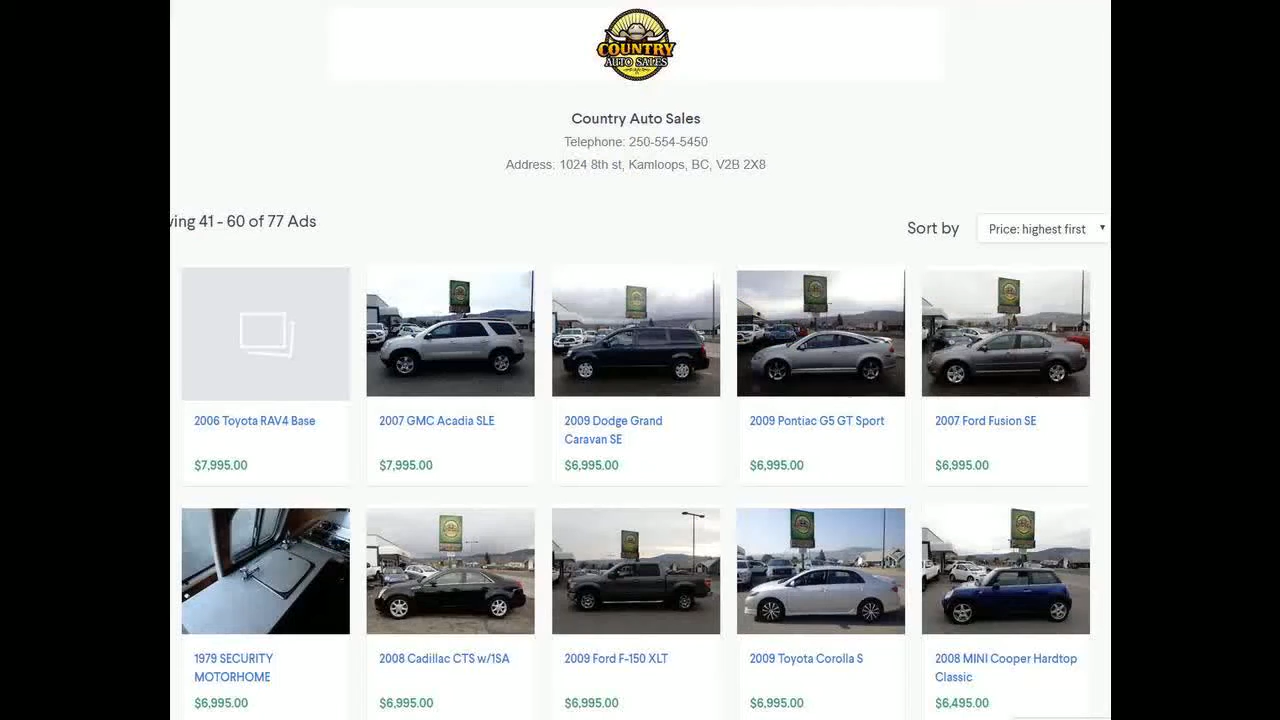 COUNTRY
AUTO SALES
Country Auto Sales
Telephone: 250-554-5450
Address: 1024 8th st, Kamloops, BC, V2B 2X8
wing 41 - 60 of 77 Ads
Sort by
Price: highest first
2006 Toyota RAV4 Base
$7,995.00
2007 GMC Acadia SLE
$7,995.00
2009 Dodge Grand
Caravan SE
$6,995.00
2009 Pontiac G5 GT Sport
$6,995.00
2007 Ford Fusion SE
$6,995.00
1979 SECURITY
MOTORHOME
$6,995.00
2008 Cadillac CTS w/1SA
$6,995.00
2009 Ford F-150 XLT
$6,995.00
2009 Toyota Corolla S
$6,995.00
2008 MINI Cooper Hardtop
Classic
$6,495.00